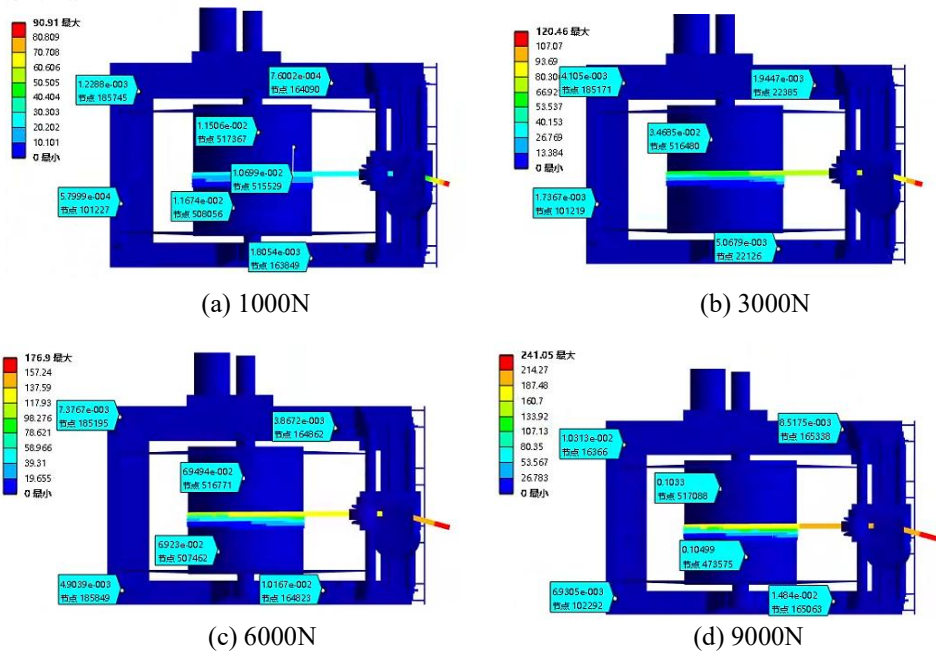 90.91 最大
80.809
70.708
60.606
50.505
40.404
30.303
20.202
10.101
0 最小
1.2288e-003
节点 185745
7.6002e-004
节点 164090
1.1506e-002
节点 517367
1.0699e-002
节点 515529
5.7999e-004
节点 101227
1.1674e-002
节点 508056
1.8054e-003
节点 163849
(a) 1000N
120.46 最大
107.07
93.69
80.30
66.92
53.537
40.153
26.769
13.384
0 最小
4.105e-003
节点 185171
1.9447e-003
节点 22385
3.4685e-002
节点 516480
1.7367e-003
节点 101219
5.0679e-003
节点 22126
(b) 3000N
176.9 最大
157.24
137.59
117.93
98.276
78.621
58.966
39.31
19.655
0 最小
7.3767e-003
节点 185195
3.8672e-003
节点 164862
6.9494e-002
节点 516771
6.923e-002
节点 507462
4.9039e-003
节点 185849
1.0167e-002
节点 164823
(c) 6000N
241.05 最大
214.27
187.48
160.7
133.92
107.13
80.35
53.567
26.783
0 最小
1.0313e-002
节点 16366
8.5175e-003
节点 165338
0.1033
节点 517088
0.10499
节点 473575
6.9305e-003
节点 102292
1.484e-002
节点 165063
(d) 9000N